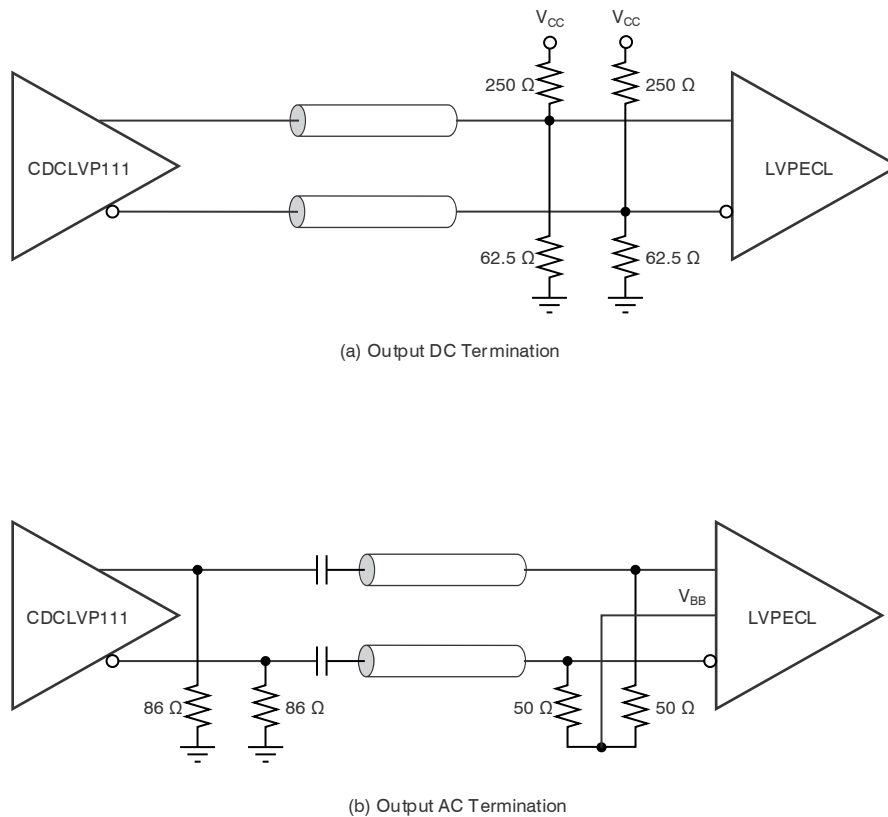 V_CC V_CC
250 Ω 250 Ω
CDCLVP111 LVPECL
62.5 Ω 62.5 Ω
(a) Output DC Termination
V_BB
CDCLVP111 LVPECL
86 Ω 86 Ω 50 Ω 50 Ω
(b) Output AC Termination